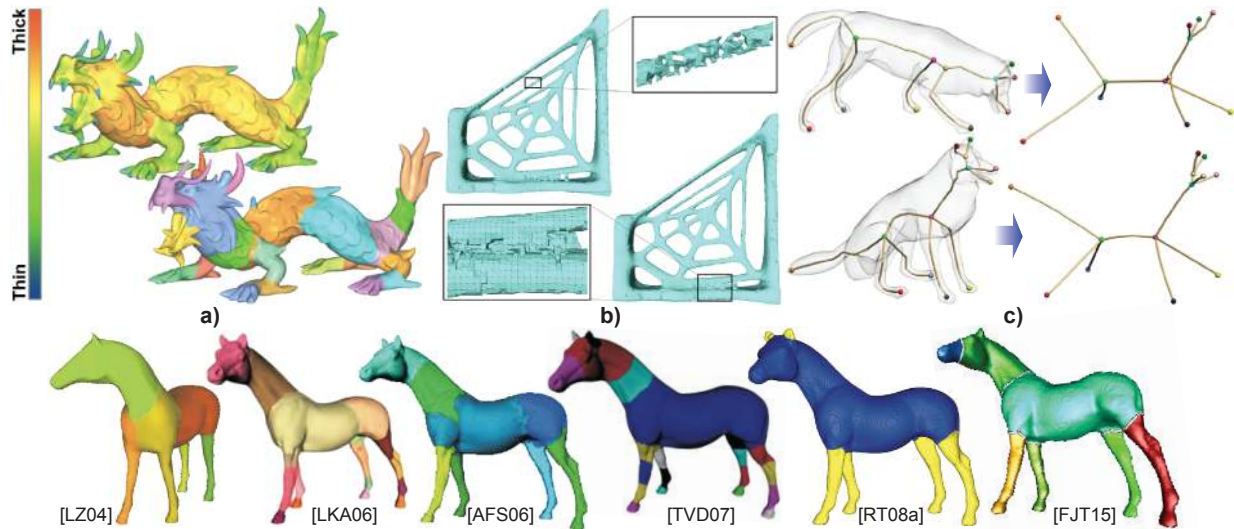 Thick
Thin
a)
b)
c)
[LZ04]
[LKA06]
[AFS06]
[TVD07]
[RT08a]
[FJT15]